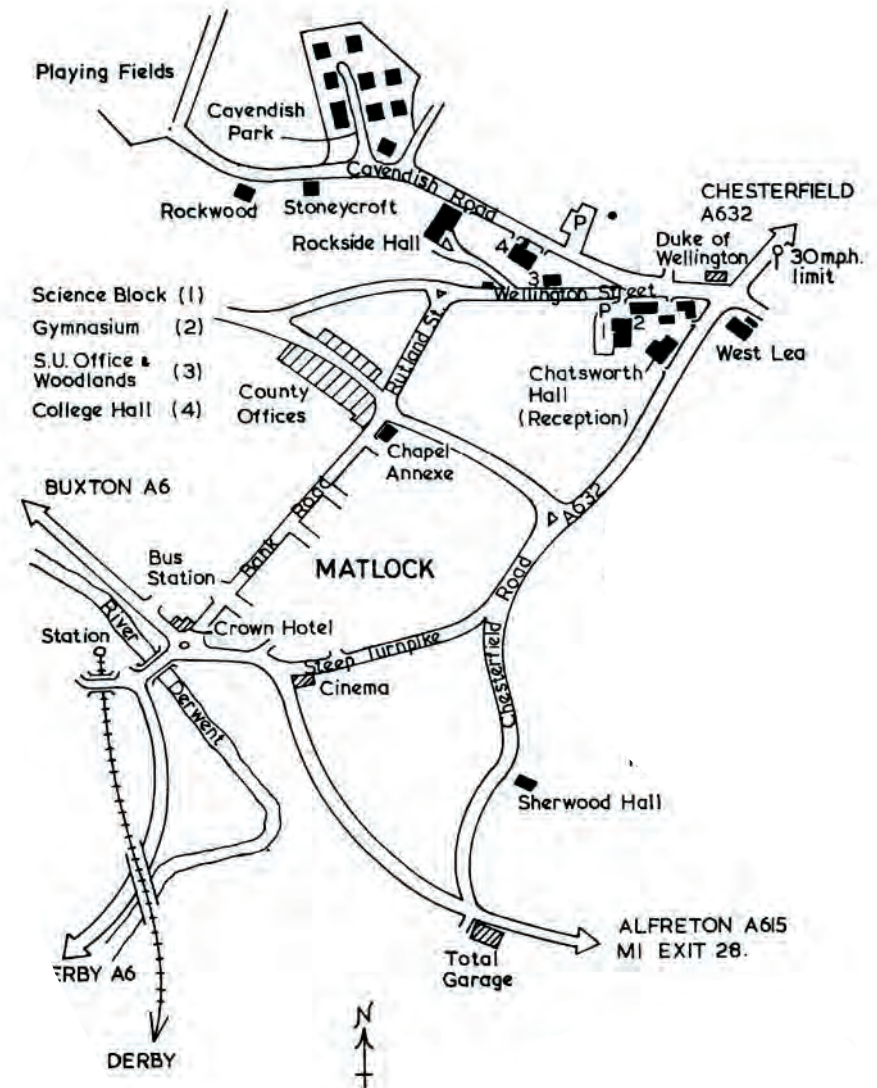 Playing Fields
Cavendish
Park
Cavendish Road
Rockwood
Stoneycroft
Rockside Hall
P
4
3
CHESTERFIELD
A632
Duke of
Wellington
30 m.p.h.
limit
Wellington Street
P
1
2
West Lea
Chatsworth
Hall
(Reception)
Science Block (1)
Gymnasium (2)
S.U. Office &
Woodlands (3)
College Hall (4)
County
Offices
Rutland St.
Chapel
Annexe
A632
BUXTON A6
Bank Road
Bus
Station
MATLOCK
Chesterfield Road
River Derwent
Station
Crown Hotel
Steep Turnpike
Cinema
Sherwood Hall
ALFRETON A615
M1 EXIT 28.
Total
Garage
ERBY A6
DERBY
N